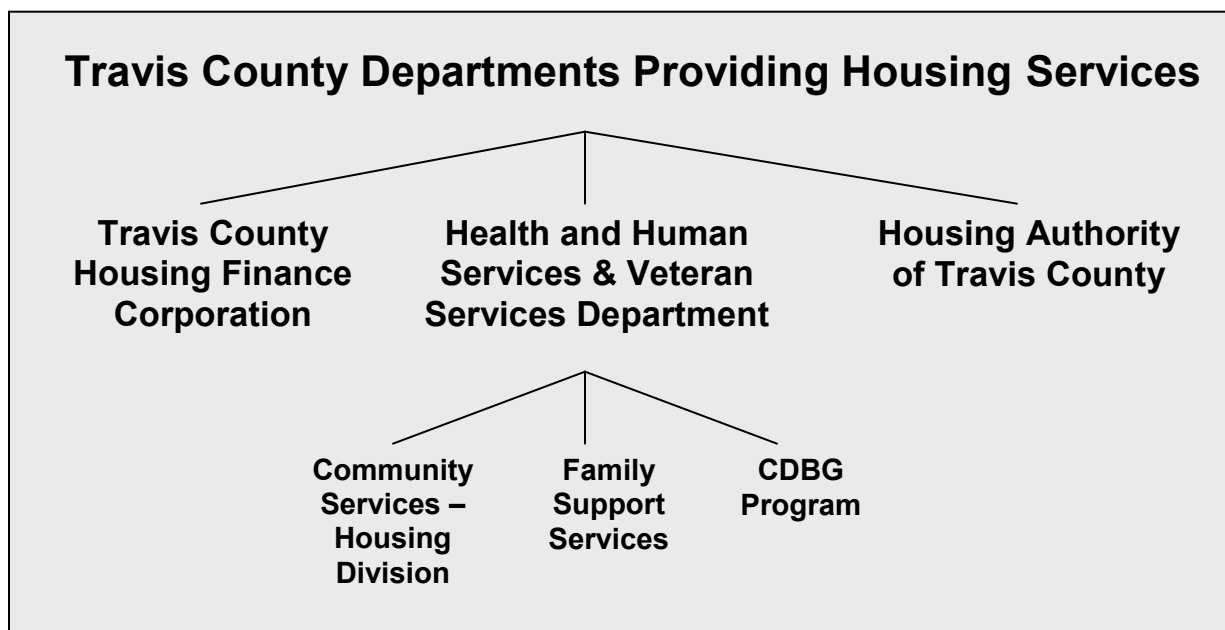 Travis County Departments Providing Housing Services
Travis County
Housing Finance
Corporation
Health and Human
Services & Veteran
Services Department
Housing Authority
of Travis County
Community
Services –
Housing
Division
Family
Support
Services
CDBG
Program